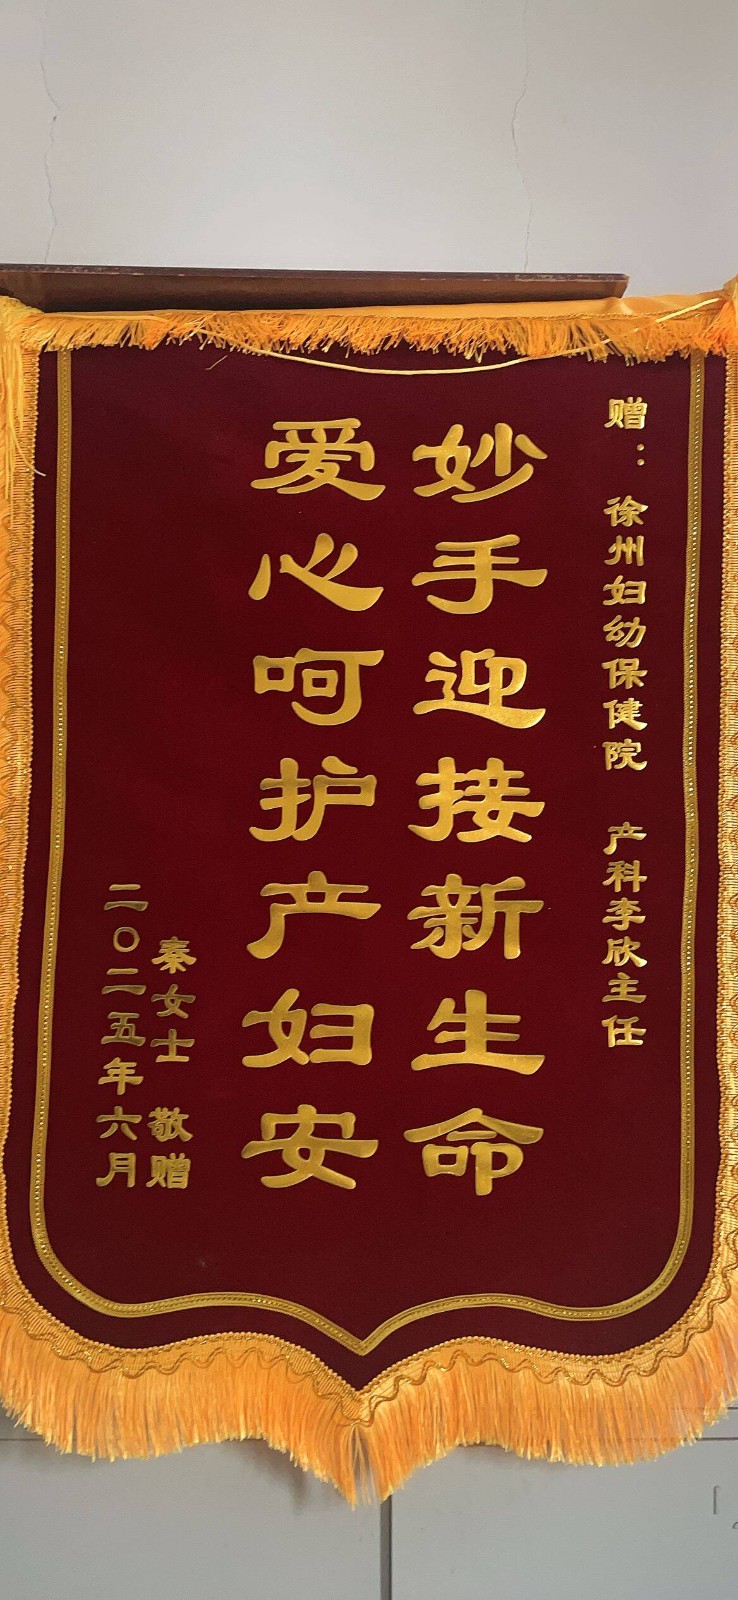 赠：徐州妇幼保健院 产科李欣主任
妙手迎接新生命
爱心呵护产妇安
秦女士 敬赠
二〇二五年六月